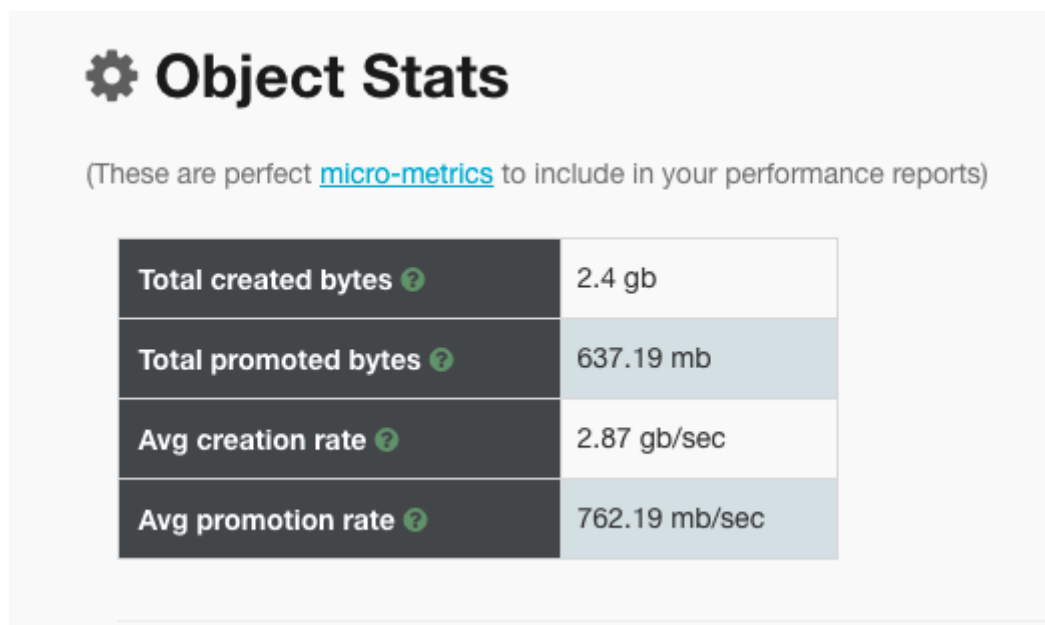 Object Stats
(These are perfect micro-metrics to include in your performance reports)
Total created bytes 2.4 gb
Total promoted bytes 637.19 mb
Avg creation rate 2.87 gb/sec
Avg promotion rate 762.19 mb/sec